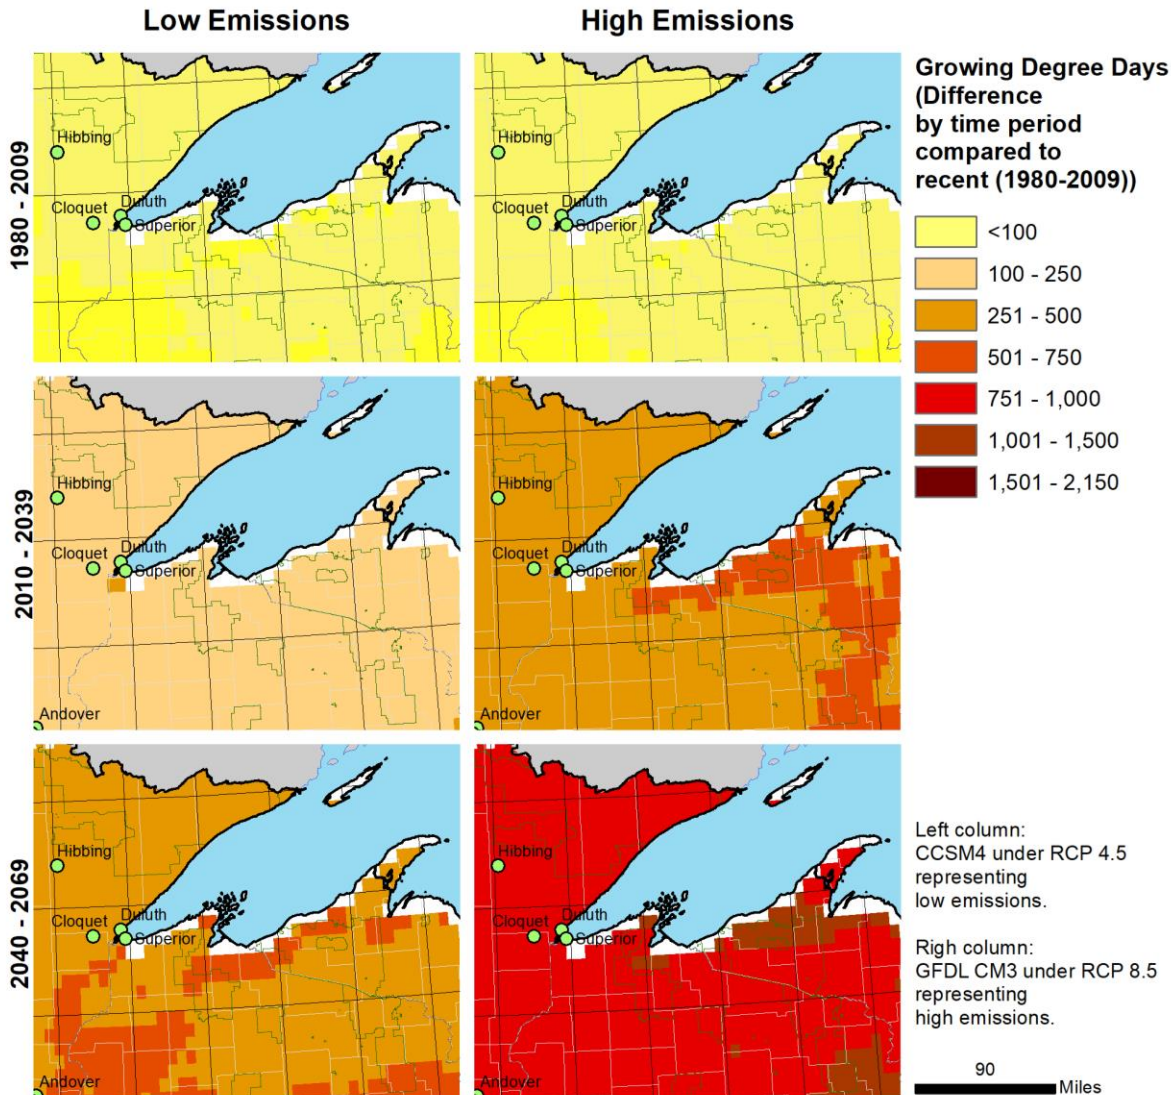 Low Emissions
High Emissions
1980 - 2009
Hibbing
Cloquet
Duluth
Superior
Hibbing
Cloquet
Duluth
Superior
2010 - 2039
Hibbing
Cloquet
Duluth
Superior
Andover
Hibbing
Cloquet
Duluth
Superior
Andover
2040 - 2069
Hibbing
Cloquet
Duluth
Superior
Andover
Hibbing
Cloquet
Duluth
Superior
Andover
Growing Degree Days
(Difference
by time period
compared to
recent (1980-2009))
<100
100 - 250
251 - 500
501 - 750
751 - 1,000
1,001 - 1,500
1,501 - 2,150
Left column:
CCSM4 under RCP 4.5
representing
low emissions.
Righ column:
GFDL CM3 under RCP 8.5
representing
high emissions.
90
Miles